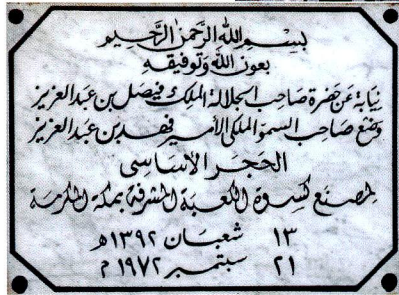 بسم الله الرحمن الرحيم
بعون الله وتوفيقه
نيابة عن حضرة صاحب الجلالة الملك فيصل بن عبد العزيز
وضع صاحب السمو الملكي الأمير فهد بن عبد العزيز
الحجر الأساسي
لمصنع كسوة الكعبة المشرفة بمكة المكرمة
١٣ شعبان ١٣٩٢ هـ
٢١ سبتمبر ١٩٧٢ م